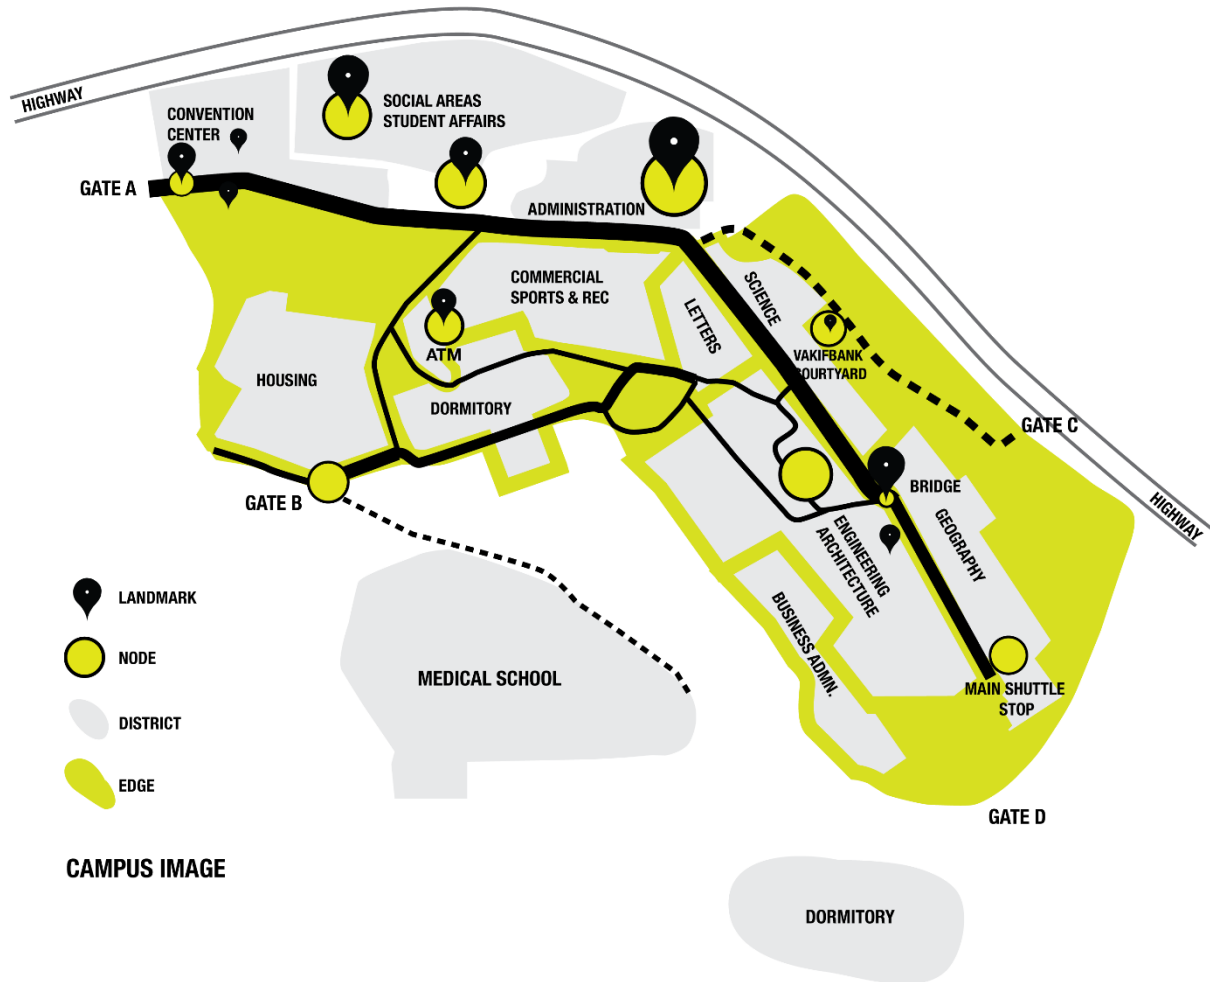 HIGHWAY
CONVENTION
CENTER
SOCIAL AREAS
STUDENT AFFAIRS
GATE A
ADMINISTRATION
COMMERCIAL
SPORTS & REC
LETTERS
SCIENCE
VAKIFBANK
COURTYARD
ATM
HOUSING
DORMITORY
GATE C
GATE B
BRIDGE
HIGHWAY
ENGINEERING
ARCHITECTURE
GEOGRAPHY
BUSINESS ADMN.
LANDMARK
NODE
MEDICAL SCHOOL
MAIN SHUTTLE
STOP
DISTRICT
EDGE
GATE D
CAMPUS IMAGE
DORMITORY